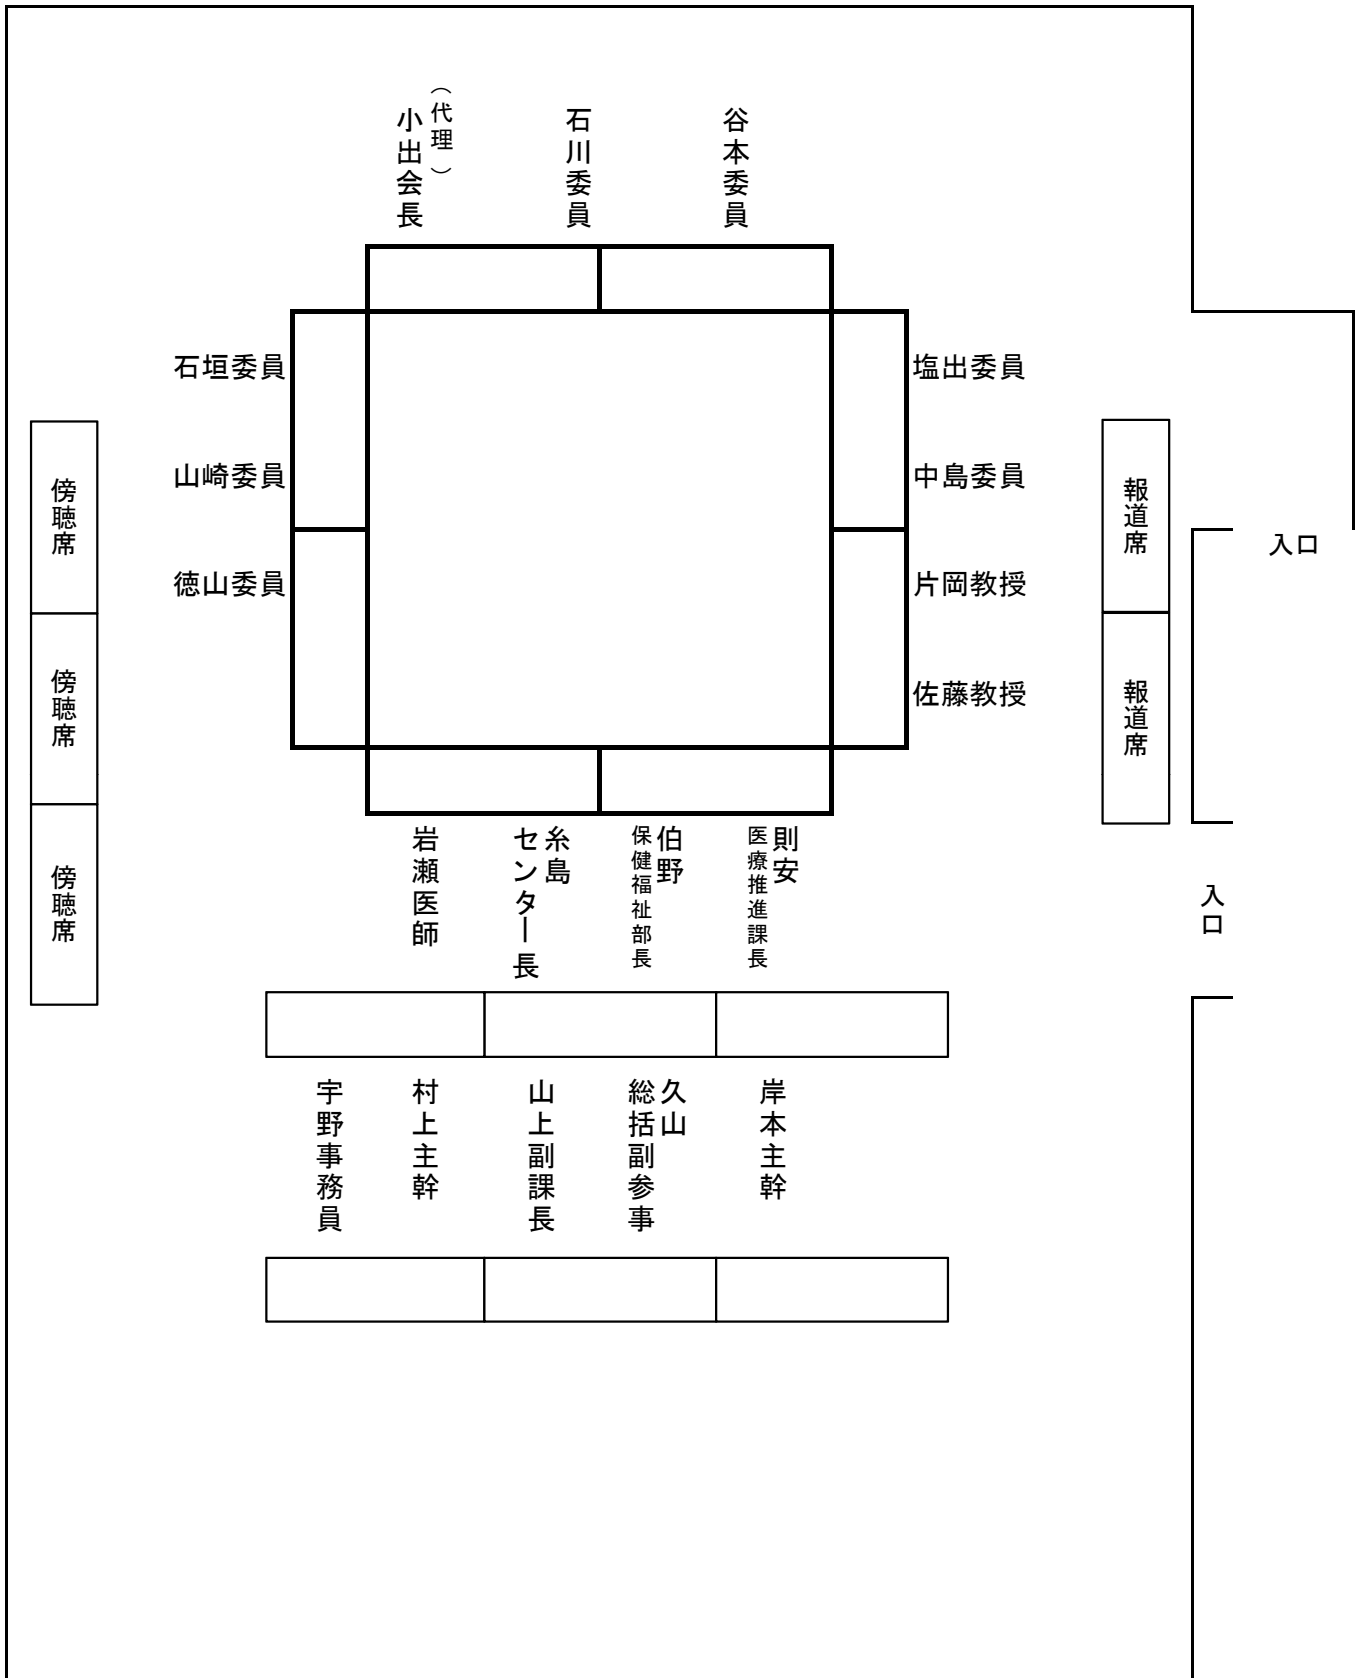 （代理）
小出会長
石川委員
谷本委員
石垣委員
山崎委員
徳山委員
塩出委員
中島委員
片岡教授
佐藤教授
傍聴席
傍聴席
傍聴席
報道席
報道席
入口
入口
岩瀬医師
糸島
センター長
伯野
保健福祉部長
則安
医療推進課長
宇野事務員
村上主幹
山上副課長
久山
総括副参事
岸本主幹